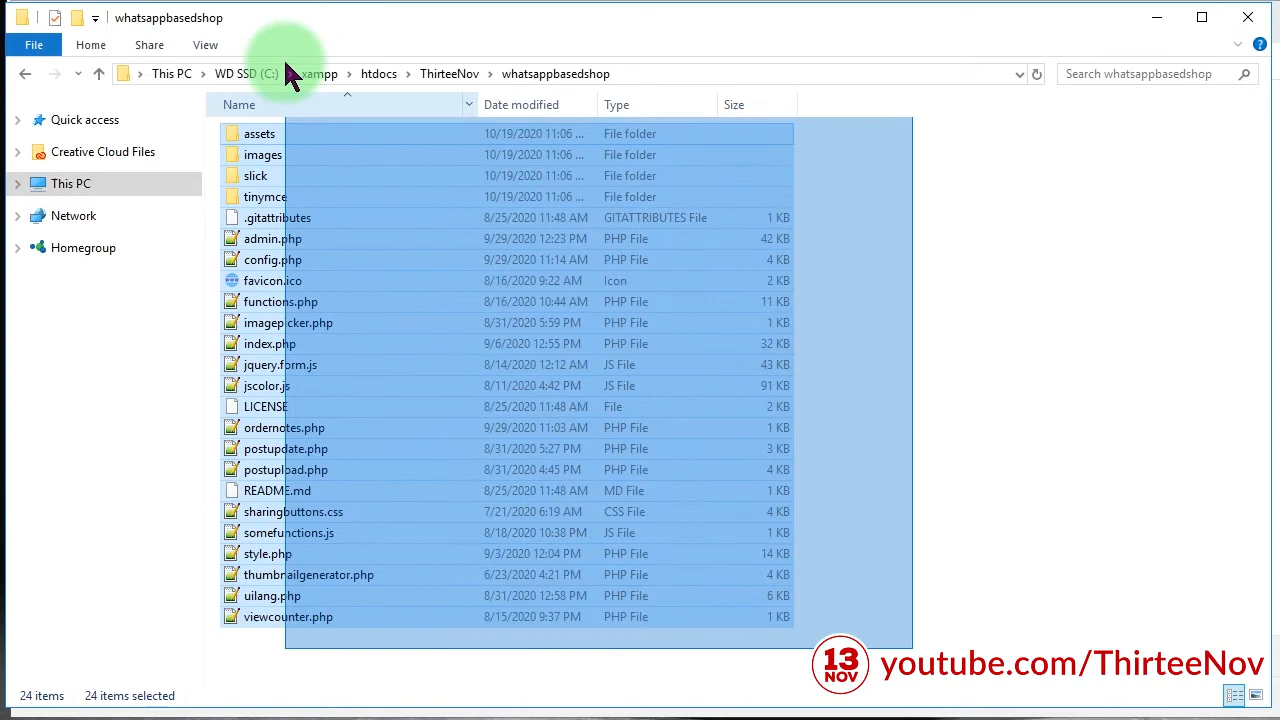 whatsappbasedshop
File Home Share View
This PC WD SSD (C:) xampp htdocs ThirteeNov whatsappbasedshop Search whatsappbasedshop
Name Date modified Type Size
Quick access
Creative Cloud Files
This PC
Network
Homegroup
assets 10/19/2020 11:06 ... File folder
images 10/19/2020 11:06 ... File folder
slick 10/19/2020 11:06 ... File folder
tinymce 10/19/2020 11:06 ... File folder
.gitattributes 8/25/2020 11:48 AM GITATTRIBUTES File 1 KB
admin.php 9/29/2020 12:23 PM PHP File 42 KB
config.php 9/29/2020 11:14 AM PHP File 4 KB
favicon.ico 8/16/2020 9:22 AM Icon 2 KB
functions.php 8/16/2020 10:44 AM PHP File 11 KB
imagepicker.php 8/31/2020 5:59 PM PHP File 1 KB
index.php 9/6/2020 12:55 PM PHP File 32 KB
jquery.form.js 8/14/2020 12:12 AM JS File 43 KB
jscolor.js 8/11/2020 4:42 PM JS File 91 KB
LICENSE 8/25/2020 11:48 AM File 2 KB
ordernotes.php 9/29/2020 11:03 AM PHP File 1 KB
postupdate.php 8/31/2020 5:27 PM PHP File 3 KB
postupload.php 8/31/2020 4:45 PM PHP File 4 KB
README.md 8/25/2020 11:48 AM MD File 1 KB
sharingbuttons.css 7/21/2020 6:19 AM CSS File 4 KB
somefunctions.js 8/18/2020 10:38 PM JS File 1 KB
style.php 9/3/2020 12:04 PM PHP File 14 KB
thumbnailgenerator.php 6/23/2020 4:21 PM PHP File 4 KB
uilang.php 8/31/2020 12:58 PM PHP File 6 KB
viewcounter.php 8/15/2020 9:37 PM PHP File 1 KB
13 NOV youtube.com/ThirteeNov
24 items 24 items selected